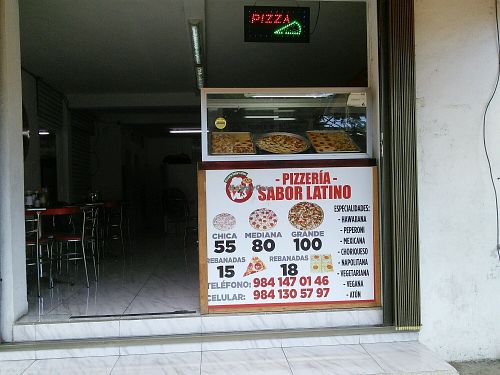 PIZZA
- PIZZERÍA -
SABOR LATINO
CHICA MEDIANA GRANDE
55 80 100
REBANADAS REBANADAS
15 18
TELÉFONO: 984 147 01 46
CELULAR: 984 130 57 97
ESPECIALIDADES:
- HAWAIANA
- PEPERONI
- MEXICANA
- CHORIQUESO
- NAPOLITANA
- VEGETARIANA
- VEGANA
- ATÚN